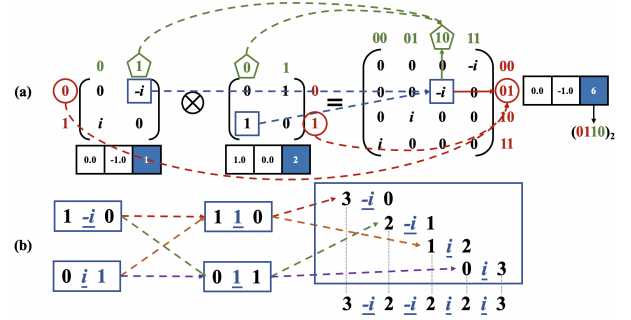 0 1 0 1 00 01 10 11
0 0 0 -i 00
(a) 0 0 -i ⊗ 0 1 0 = 0 0 -i 0 01 0.0 -1.0 6
1 i 0 1 0 1 0 i 0 0 10 (0110)₂
i 0 0 0 11
0.0 -1.0 1 1.0 0.0 2
3 -i 0
1 -i 0 1 1 0 2 -i 1
(b) 1 i 2
0 i 1 0 1 1 0 i 3
3 -i 2 -i 2 i 2 i 3